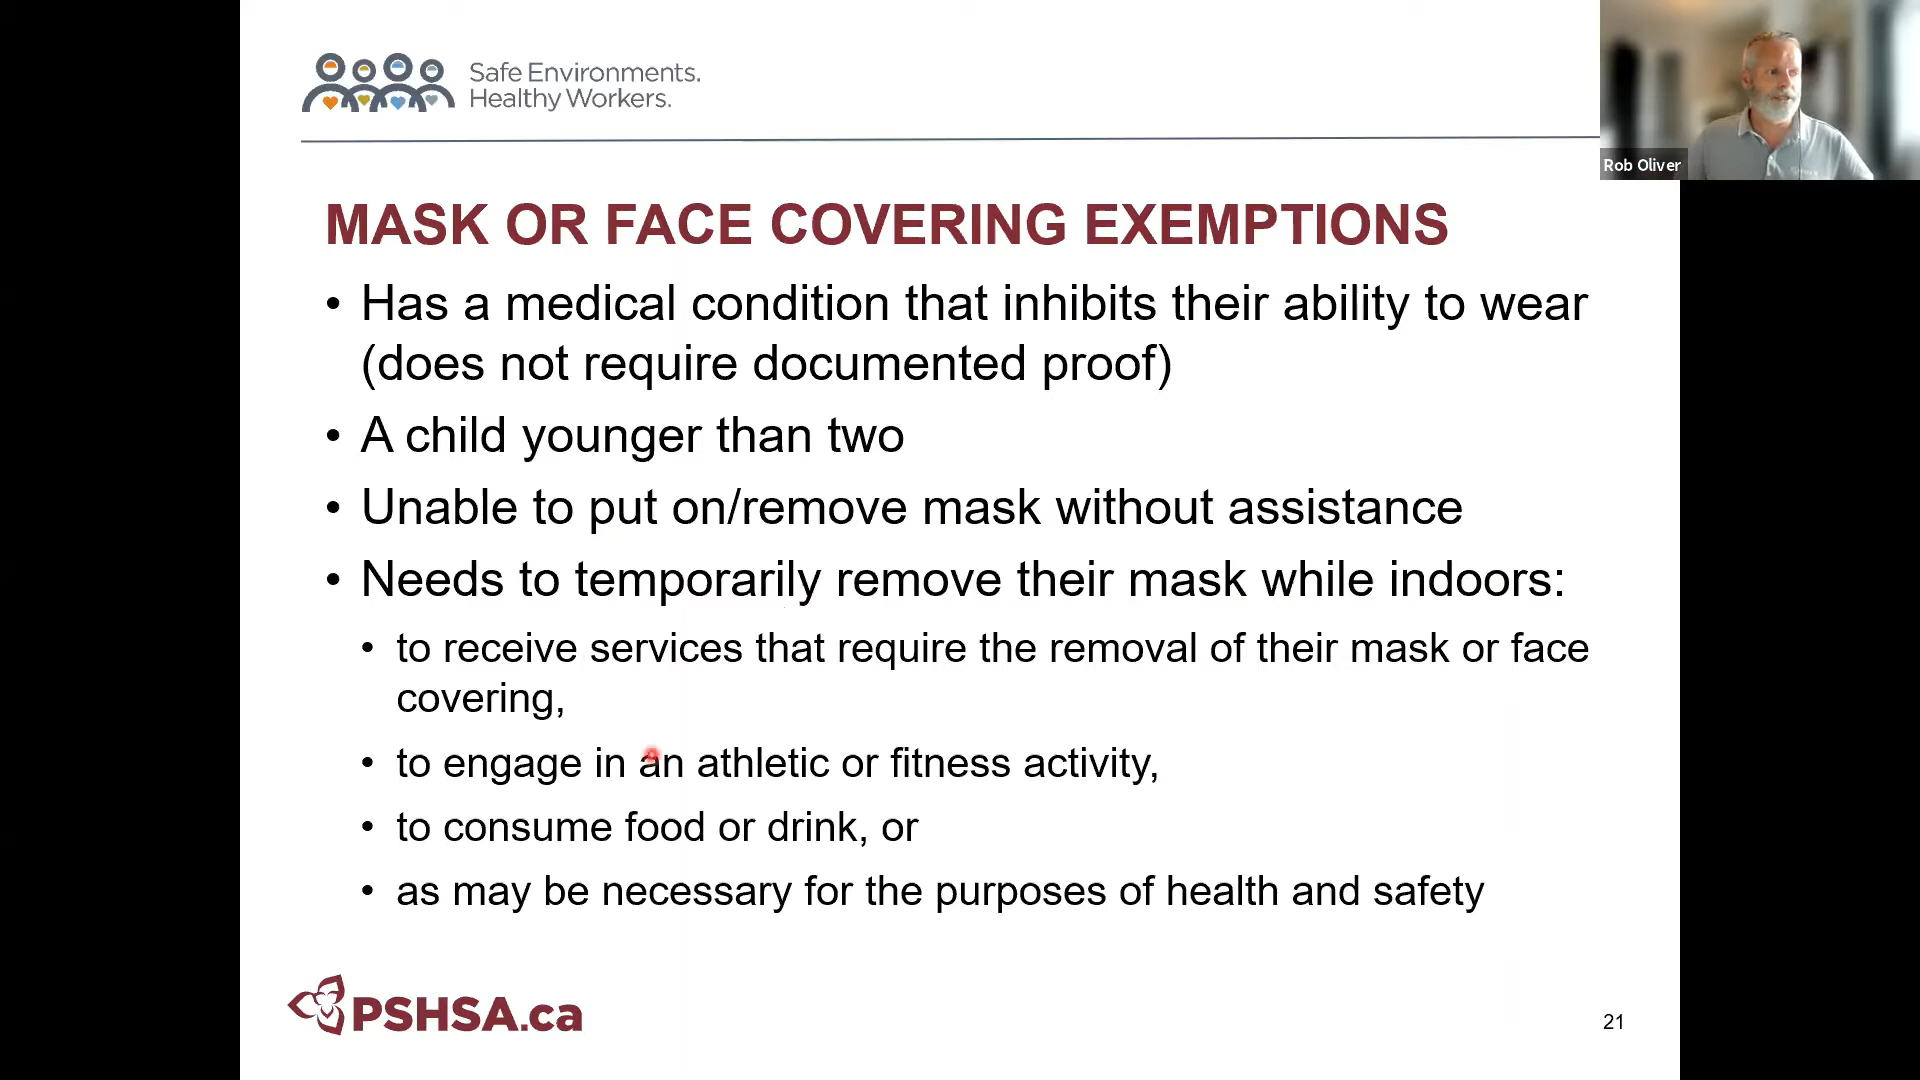 Safe Environments.
Healthy Workers.
Rob Oliver
MASK OR FACE COVERING EXEMPTIONS
• Has a medical condition that inhibits their ability to wear
(does not require documented proof)
• A child younger than two
• Unable to put on/remove mask without assistance
• Needs to temporarily remove their mask while indoors:
• to receive services that require the removal of their mask or face
covering,
• to engage in an athletic or fitness activity,
• to consume food or drink, or
• as may be necessary for the purposes of health and safety
PSHSA.ca
21